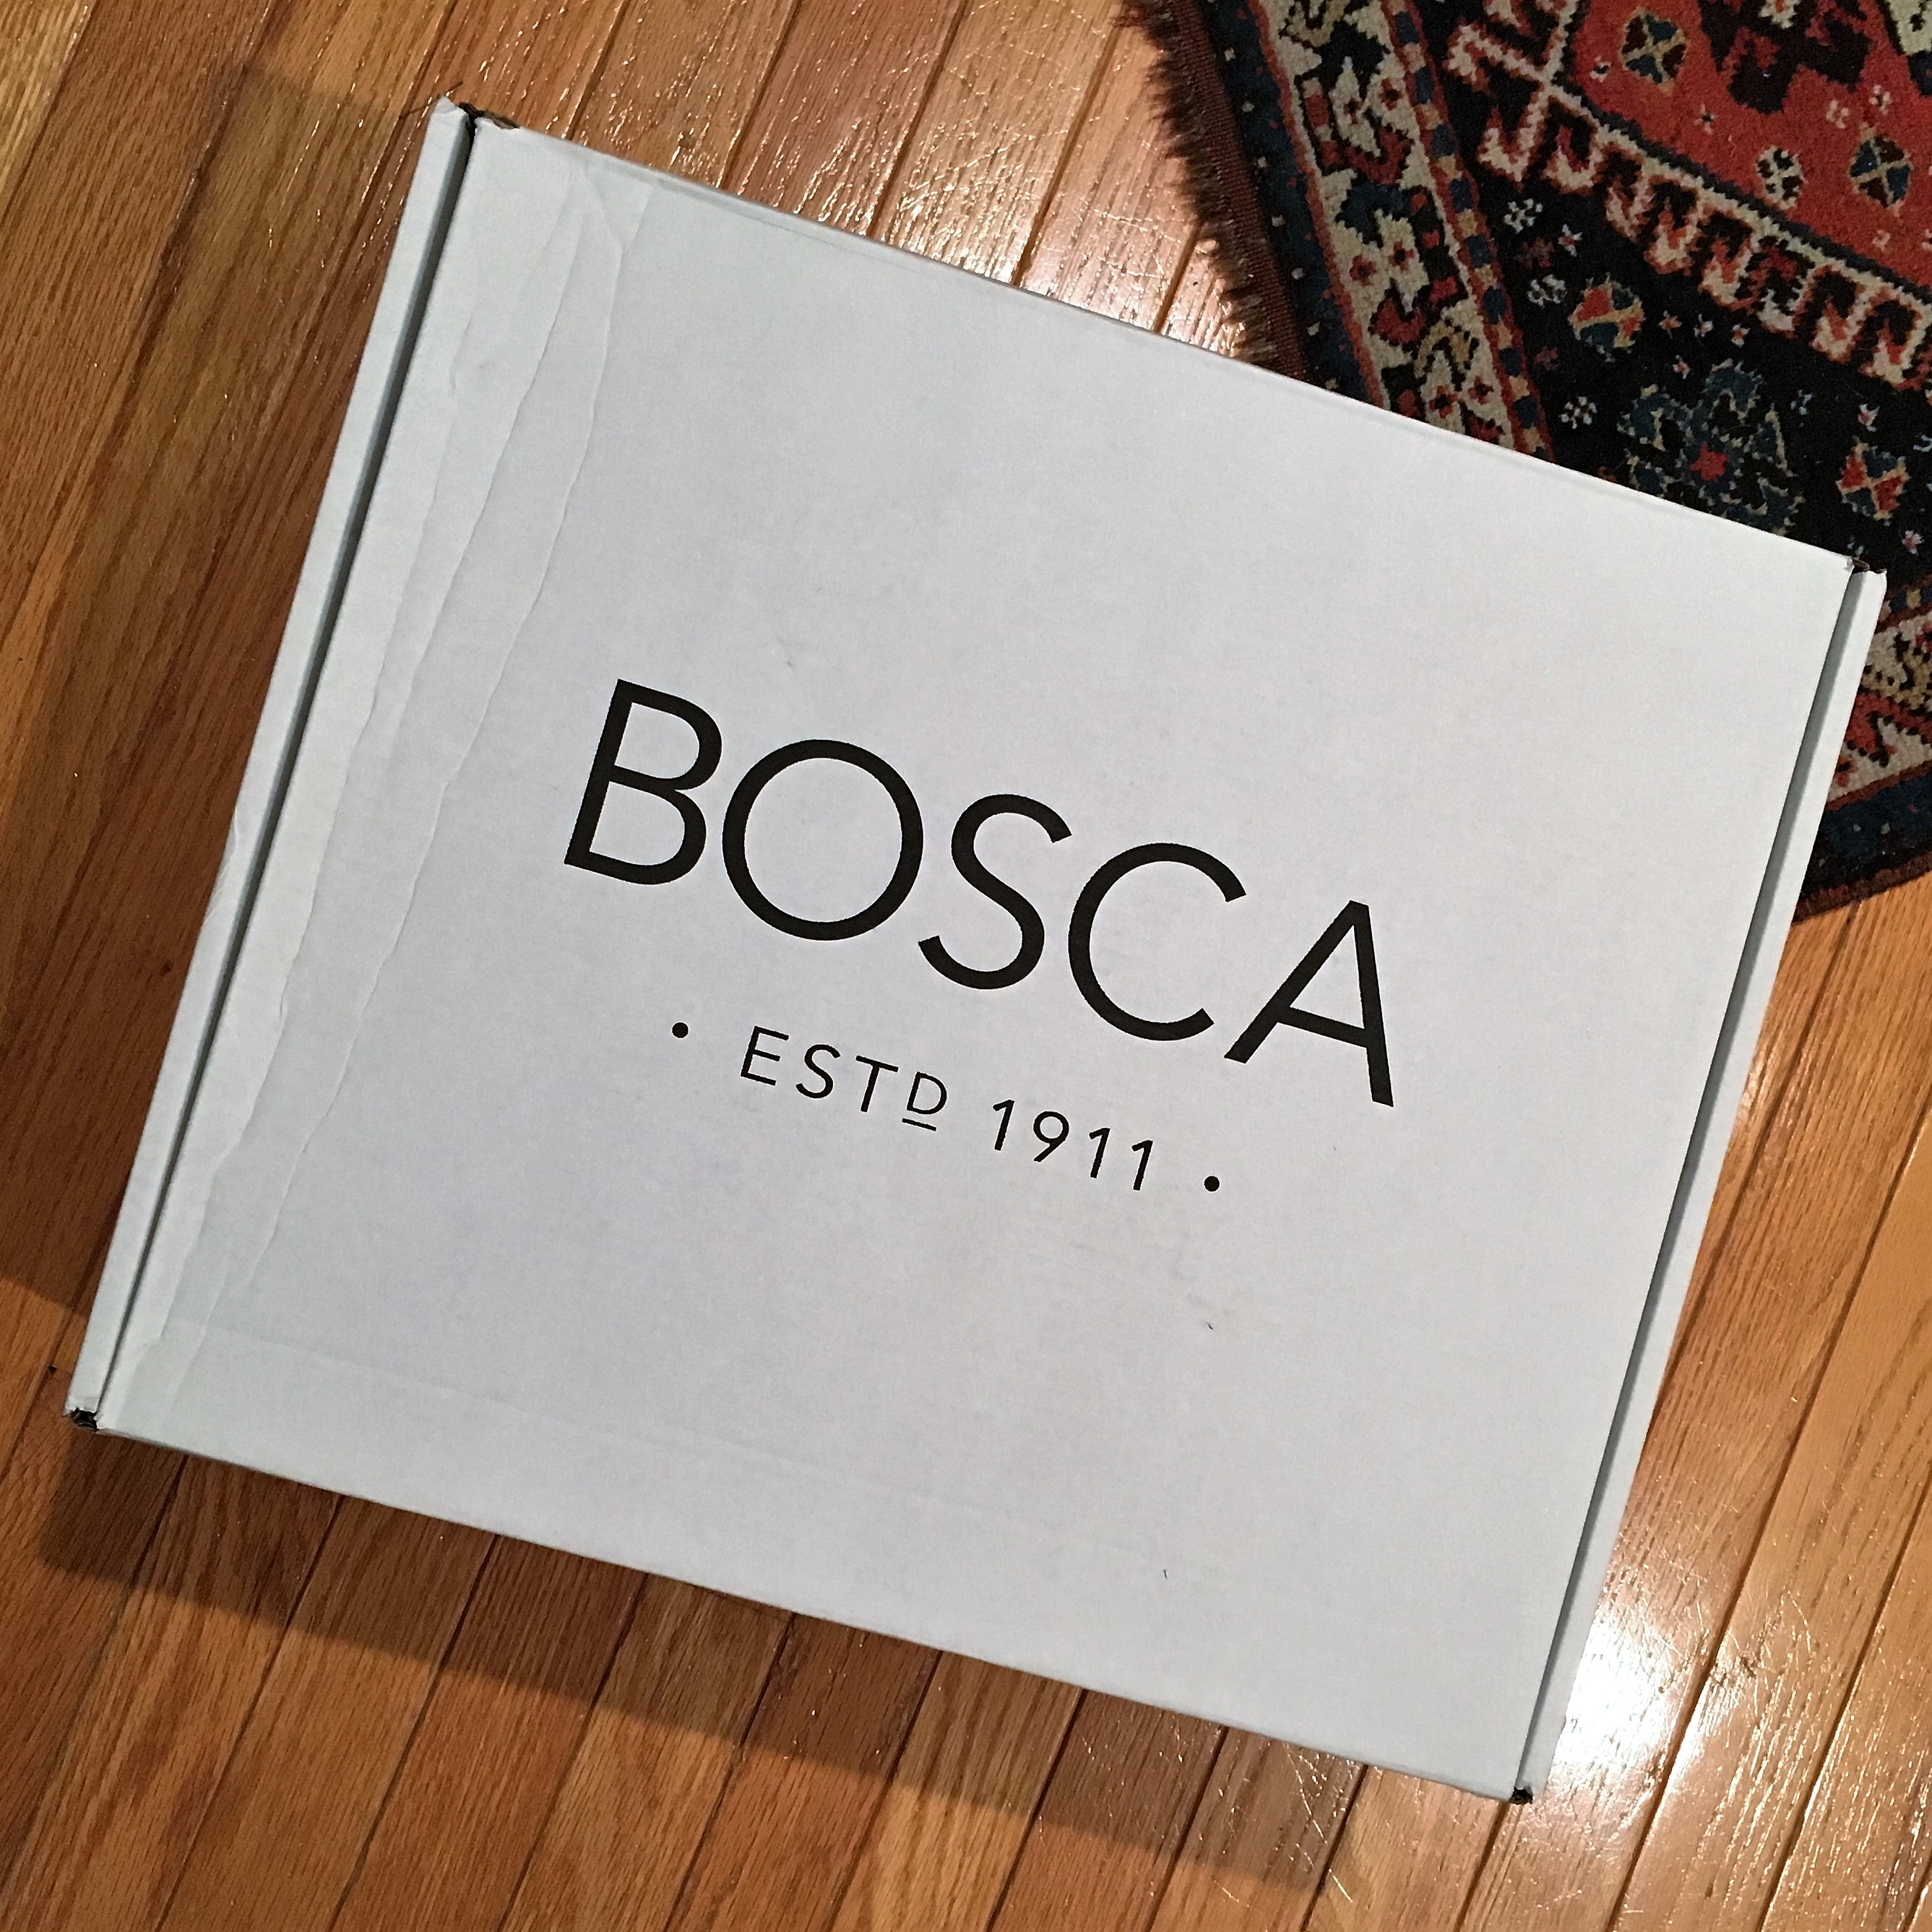 BOSCA
• ESTD 1911 •